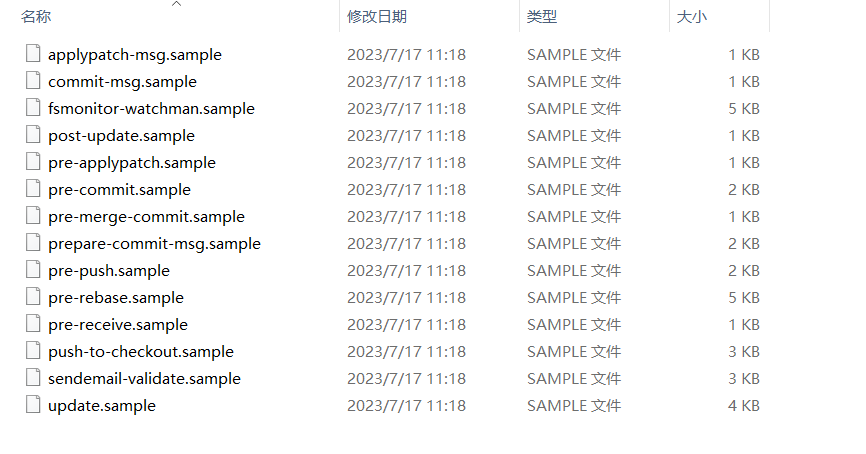 名称 修改日期 类型 大小
applypatch-msg.sample 2023/7/17 11:18 SAMPLE 文件 1 KB
commit-msg.sample 2023/7/17 11:18 SAMPLE 文件 1 KB
fsmonitor-watchman.sample 2023/7/17 11:18 SAMPLE 文件 5 KB
post-update.sample 2023/7/17 11:18 SAMPLE 文件 1 KB
pre-applypatch.sample 2023/7/17 11:18 SAMPLE 文件 1 KB
pre-commit.sample 2023/7/17 11:18 SAMPLE 文件 2 KB
pre-merge-commit.sample 2023/7/17 11:18 SAMPLE 文件 1 KB
prepare-commit-msg.sample 2023/7/17 11:18 SAMPLE 文件 2 KB
pre-push.sample 2023/7/17 11:18 SAMPLE 文件 2 KB
pre-rebase.sample 2023/7/17 11:18 SAMPLE 文件 5 KB
pre-receive.sample 2023/7/17 11:18 SAMPLE 文件 1 KB
push-to-checkout.sample 2023/7/17 11:18 SAMPLE 文件 3 KB
sendemail-validate.sample 2023/7/17 11:18 SAMPLE 文件 3 KB
update.sample 2023/7/17 11:18 SAMPLE 文件 4 KB